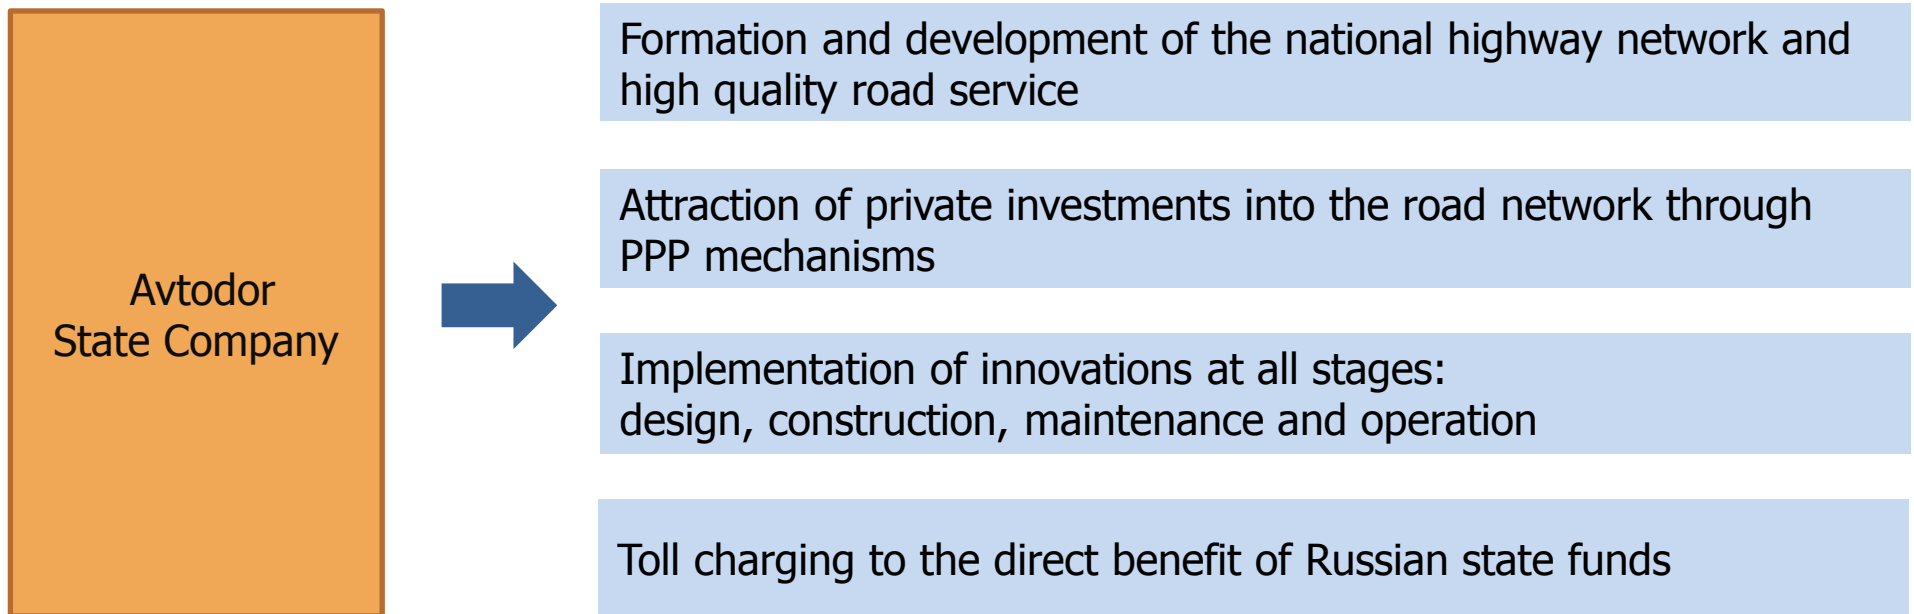 Avtodor
State Company
Formation and development of the national highway network and
high quality road service
Attraction of private investments into the road network through
PPP mechanisms
Implementation of innovations at all stages:
design, construction, maintenance and operation
Toll charging to the direct benefit of Russian state funds